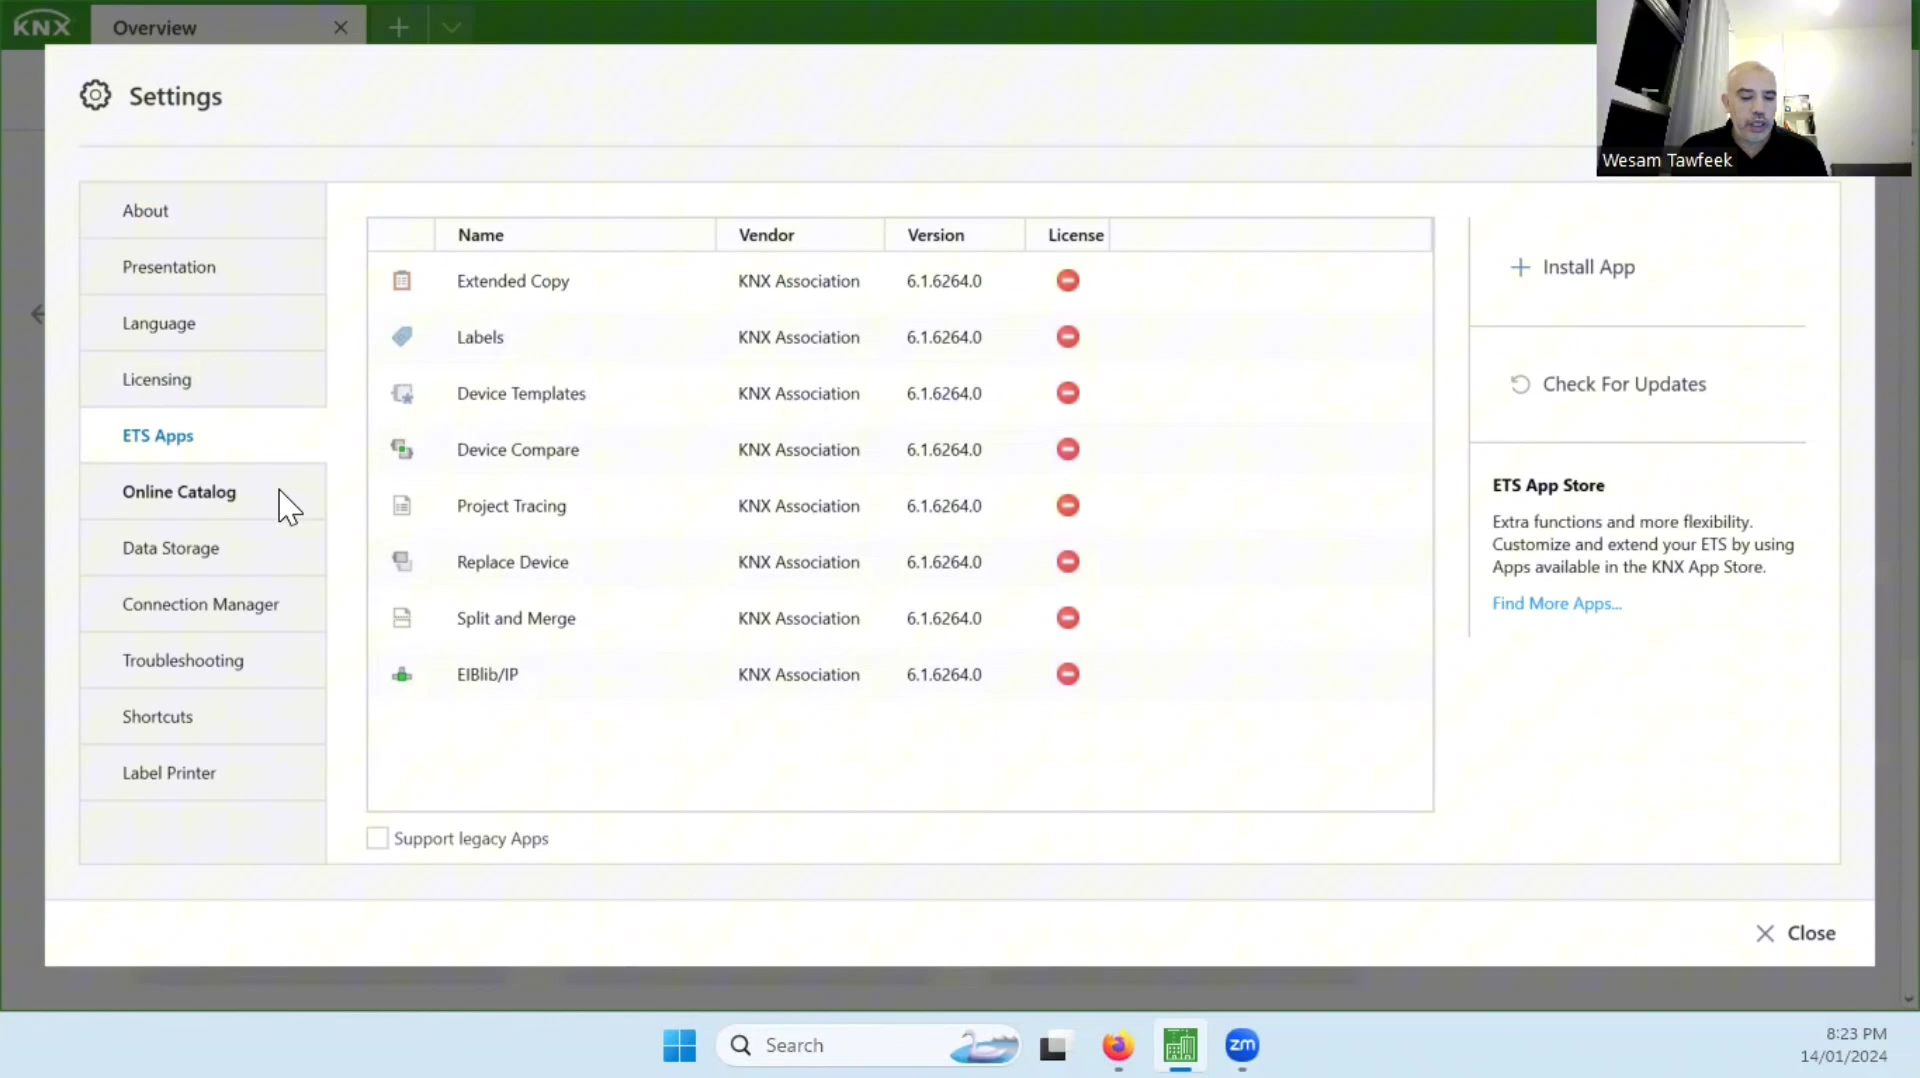 KNX
Overview
Settings
Wesam Tawfeek
About
Presentation
Language
Licensing
ETS Apps
Online Catalog
Data Storage
Connection Manager
Troubleshooting
Shortcuts
Label Printer
Name Vendor Version License
Extended Copy KNX Association 6.1.6264.0
Labels KNX Association 6.1.6264.0
Device Templates KNX Association 6.1.6264.0
Device Compare KNX Association 6.1.6264.0
Project Tracing KNX Association 6.1.6264.0
Replace Device KNX Association 6.1.6264.0
Split and Merge KNX Association 6.1.6264.0
EIBlib/IP KNX Association 6.1.6264.0
Support legacy Apps
Install App
Check For Updates
ETS App Store
Extra functions and more flexibility.
Customize and extend your ETS by using
Apps available in the KNX App Store.
Find More Apps...
Close
Search
zm
8:23 PM
14/01/2024